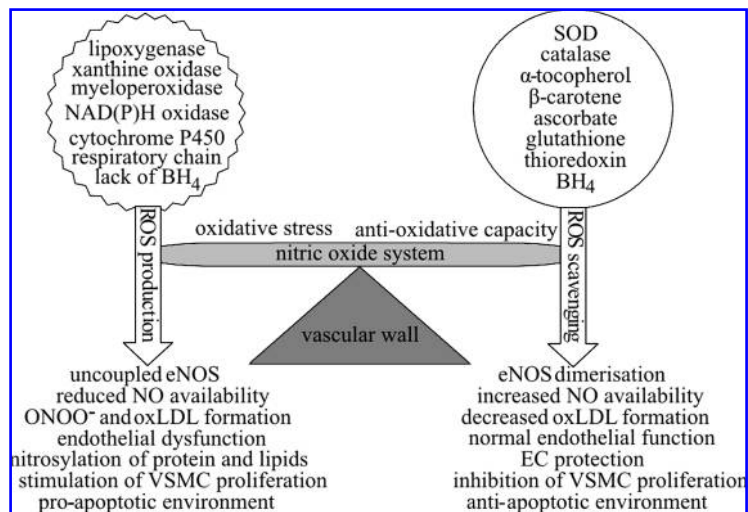 lipoxygenase
xanthine oxidase
myeloperoxidase
NAD(P)H oxidase
cytochrome P450
respiratory chain
lack of BH4
SOD
catalase
α-tocopherol
β-carotene
ascorbate
glutathione
thioredoxin
BH4
ROS production
oxidative stress
anti-oxidative capacity
nitric oxide system
ROS scavenging
vascular wall
uncoupled eNOS
reduced NO availability
ONOO⁻ and oxLDL formation
endothelial dysfunction
nitrosylation of protein and lipids
stimulation of VSMC proliferation
pro-apoptotic environment
eNOS dimerisation
increased NO availability
decreased oxLDL formation
normal endothelial function
EC protection
inhibition of VSMC proliferation
anti-apoptotic environment